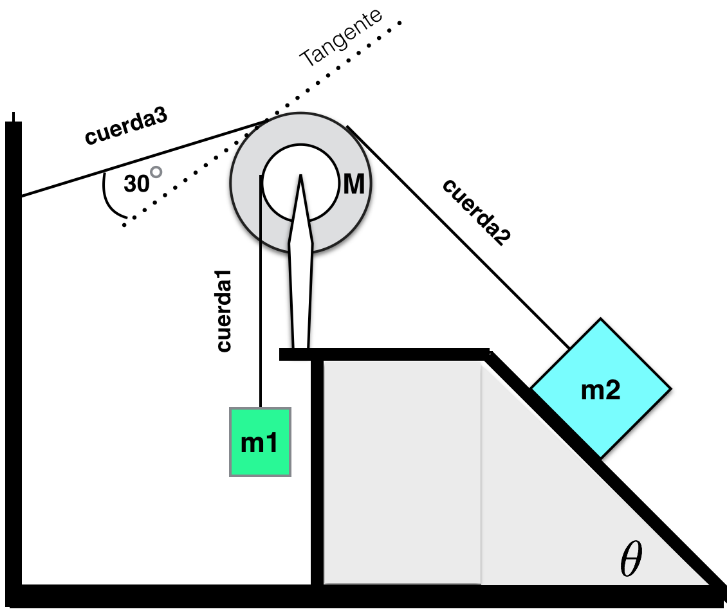 Tangente
cuerda3
30°
M
cuerda2
cuerda1
m2
m1
θ